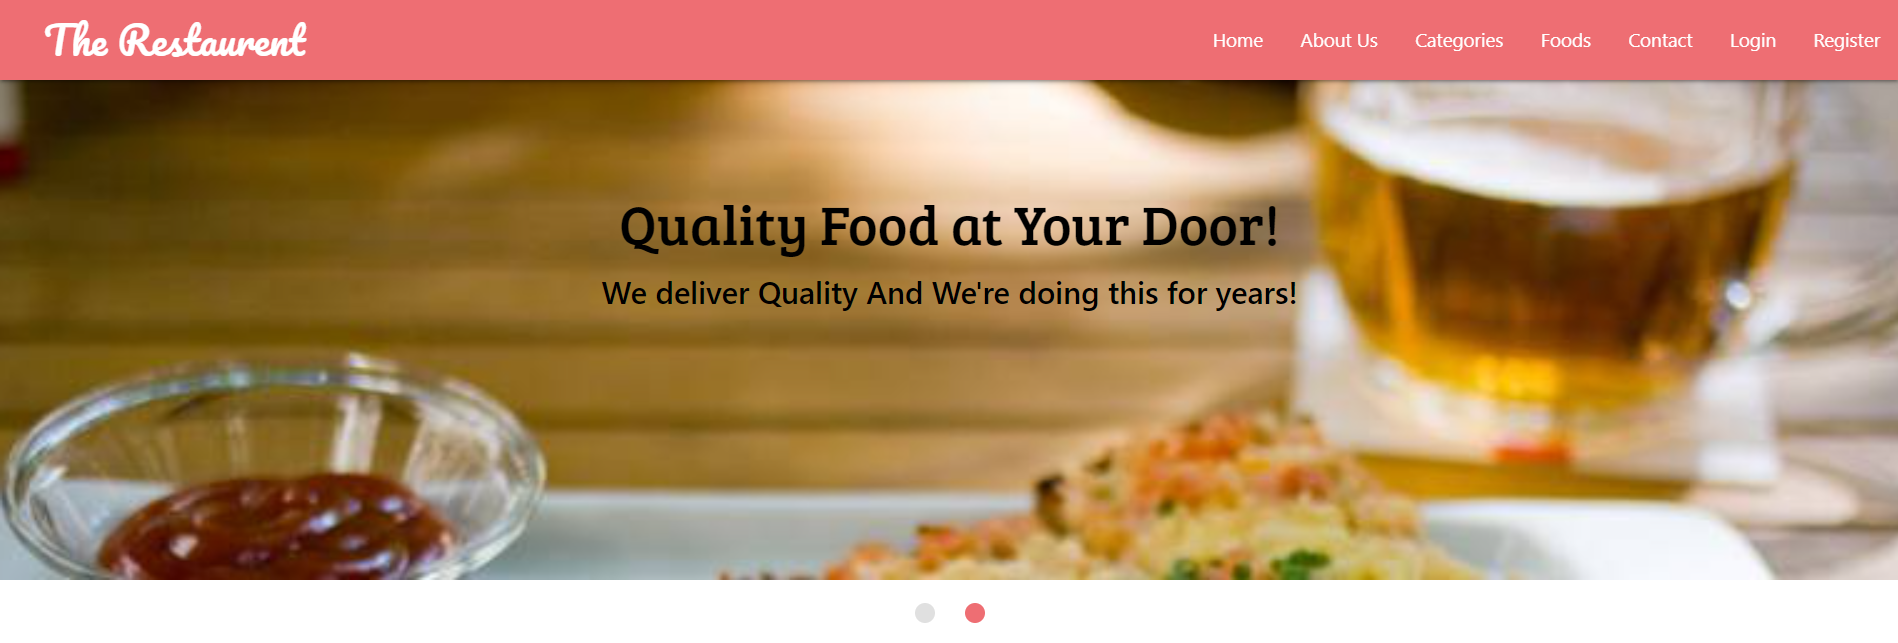 The Restaurent
Home About Us Categories Foods Contact Login Register
Quality Food at Your Door!
We deliver Quality And We're doing this for years!